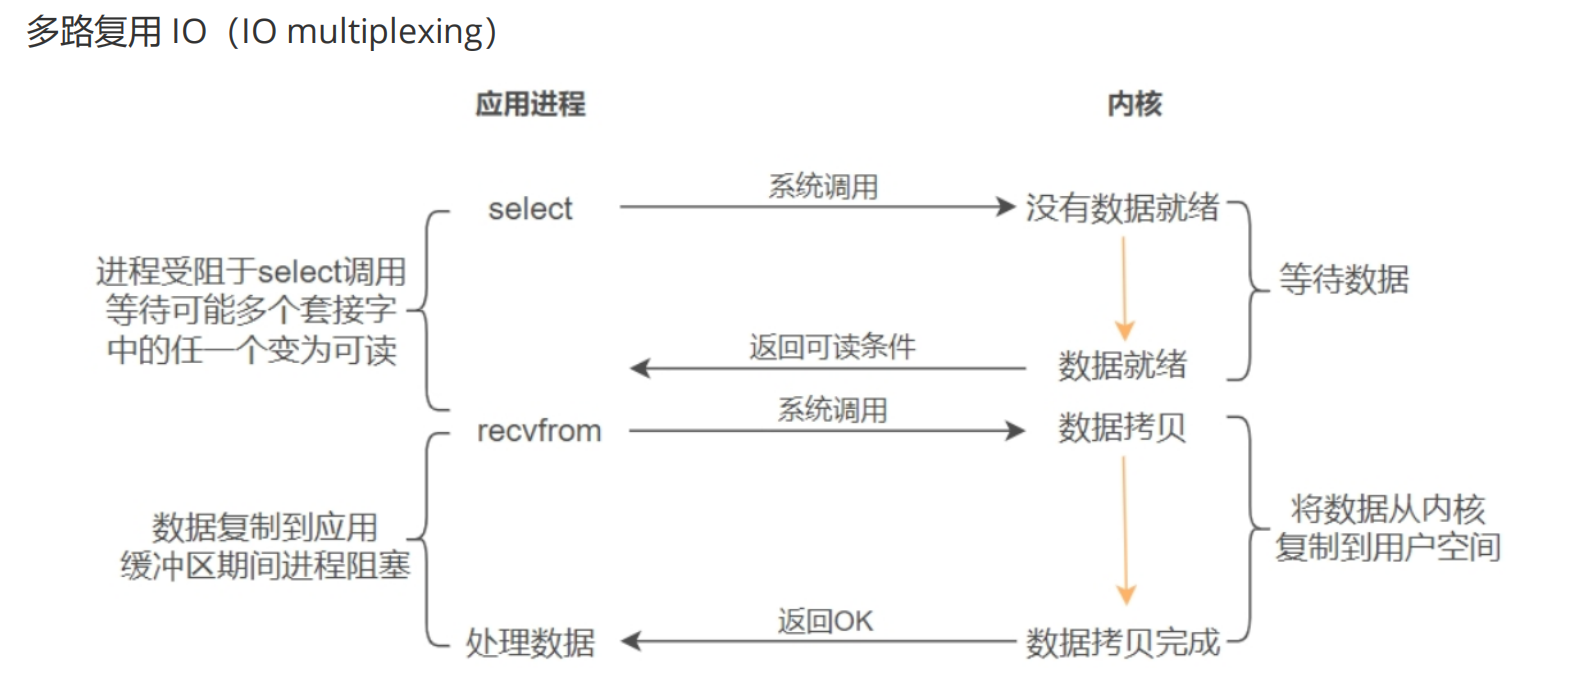 多路复用 IO（IO multiplexing）
应用进程
内核
系统调用
select
没有数据就绪
进程受阻于select调用
等待可能多个套接字
中的任一个变为可读
等待数据
返回可读条件
数据就绪
系统调用
recvfrom
数据拷贝
数据复制到应用
缓冲区期间进程阻塞
将数据从内核
复制到用户空间
返回OK
处理数据
数据拷贝完成